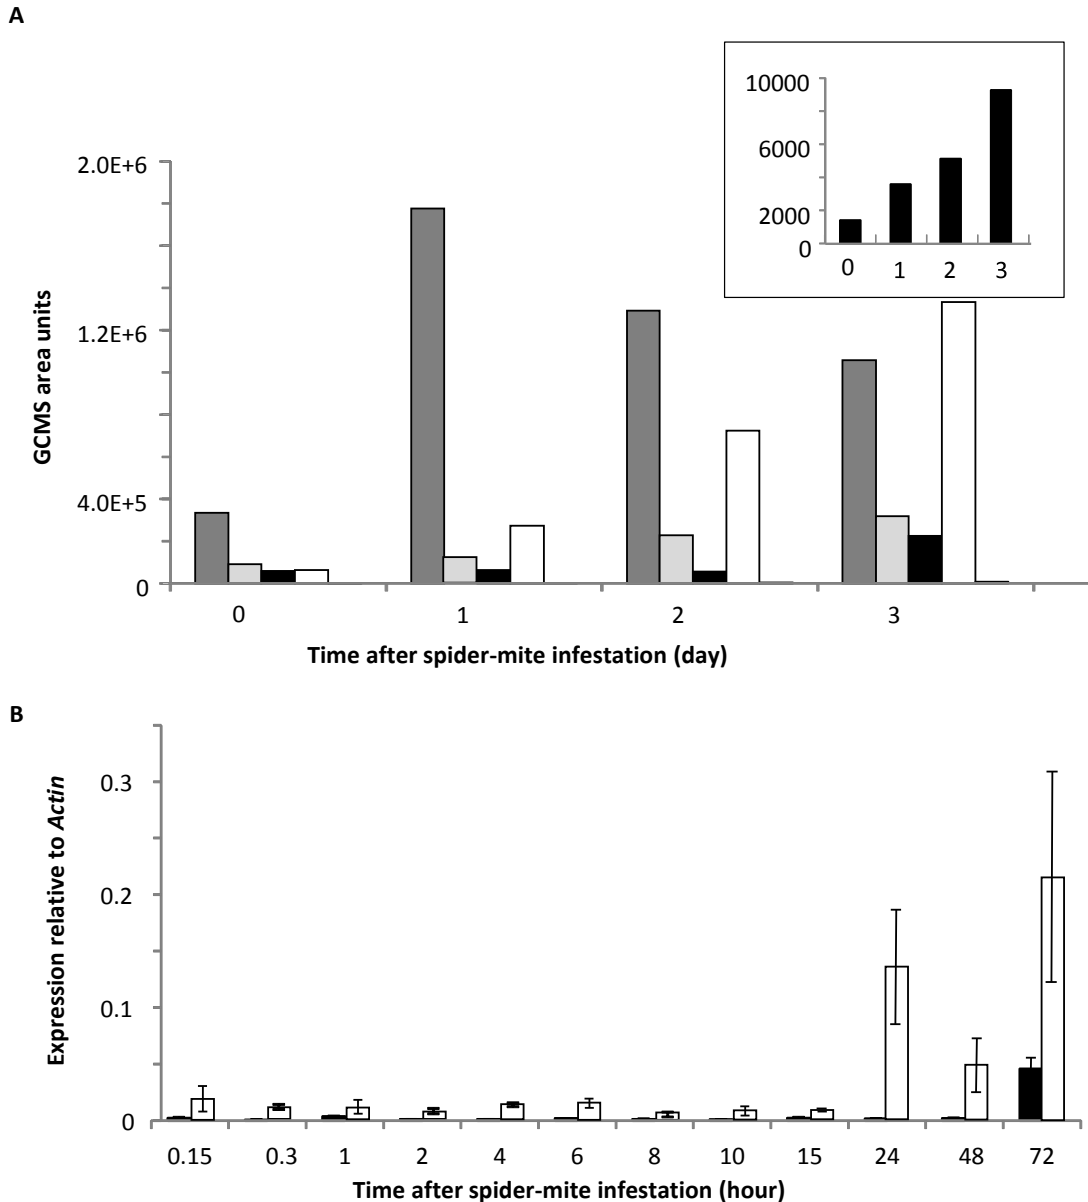 A
10000
6000
2000
0
0 1 2 3
2.0E+6
1.2E+6
4.0E+5
0
GCMS area units
0 1 2 3
Time after spider-mite infestation (day)
B
0.3
0.2
0.1
0
Expression relative to Actin
0.15 0.3 1 2 4 6 8 10 15 24 48 72
Time after spider-mite infestation (hour)